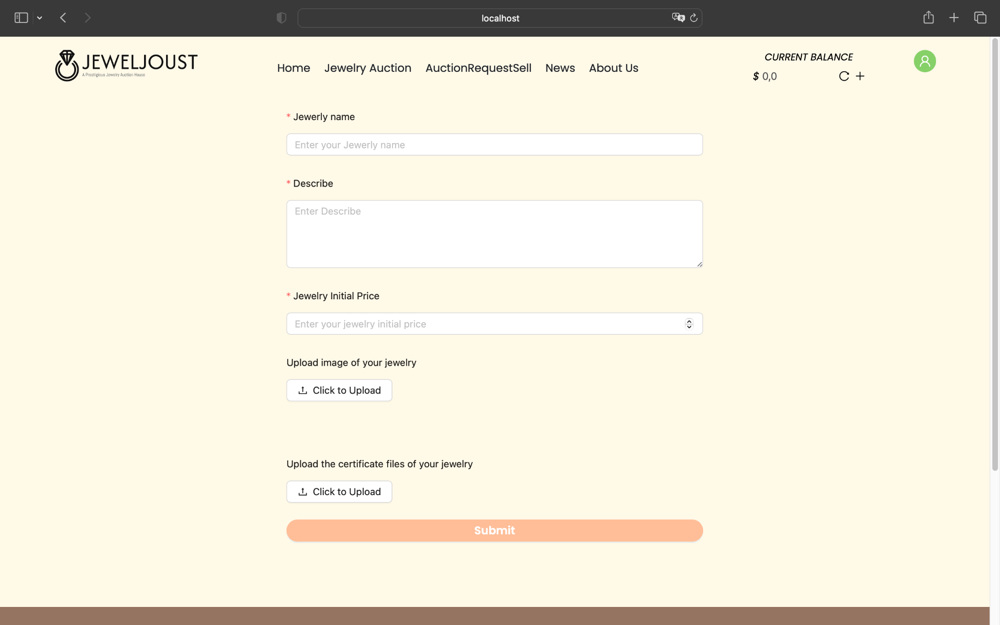 localhost
JEWELJOUST
A Prestigious Jewelry Auction House
Home Jewelry Auction AuctionRequestSell News About Us
CURRENT BALANCE
$ 0,0
* Jewerly name
Enter your Jewerly name
* Describe
Enter Describe
* Jewelry Initial Price
Enter your jewelry initial price
Upload image of your jewelry
Click to Upload
Upload the certificate files of your jewelry
Click to Upload
Submit